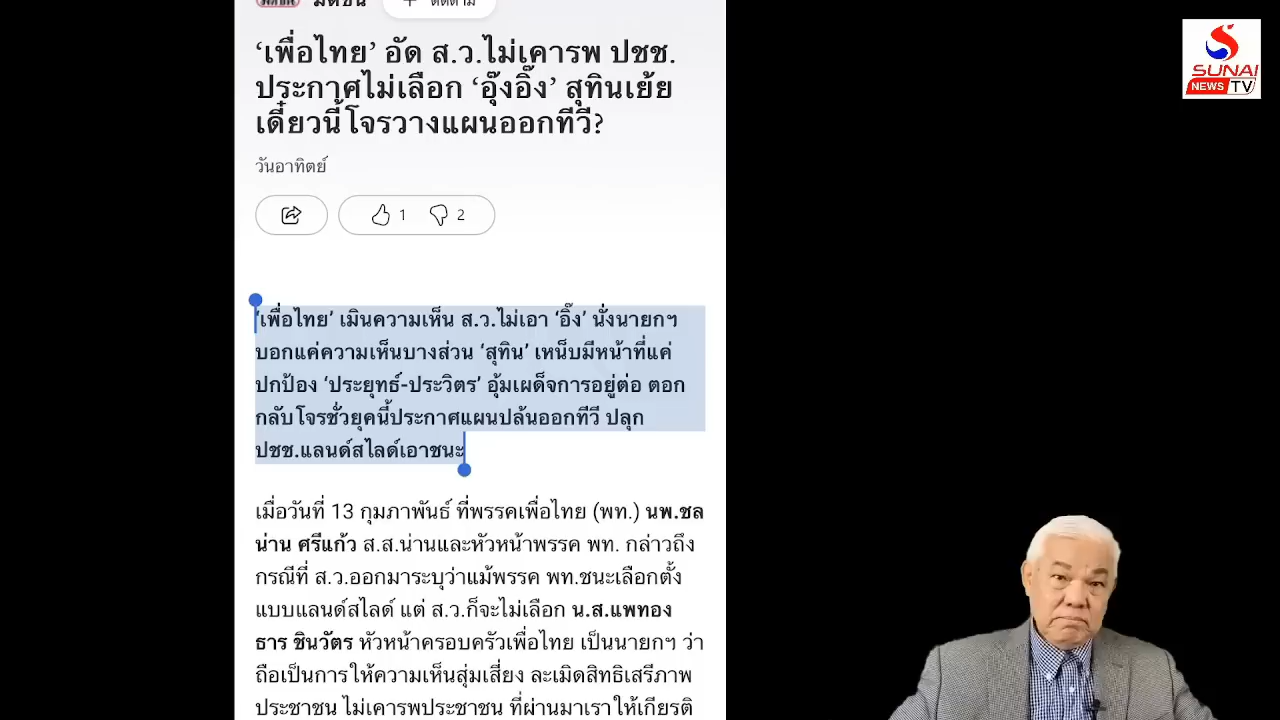 มติชน
ติดตาม
‘เพื่อไทย’ อัด ส.ว.ไม่เคารพ ปชช.
ประกาศไม่เลือก ‘อุ๊งอิ๊ง’ สุทินเย้ย
เดี๋ยวนี้โจรวางแผนออกทีวี?
วันอาทิตย์
1 2
‘เพื่อไทย’ เมินความเห็น ส.ว.ไม่เอา ‘อิ๊ง’ นั่งนายกฯ
บอกแค่ความเห็นบางส่วน ‘สุทิน’ เหน็บมีหน้าที่แค่
ปกป้อง ‘ประยุทธ์-ประวิตร’ อุ้มเผด็จการอยู่ต่อ ตอก
กลับโจรชั่วยุคนี้ประกาศแผนปล้นออกทีวี ปลุก
ปชช.แลนด์สไลด์เอาชนะ
เมื่อวันที่ 13 กุมภาพันธ์ ที่พรรคเพื่อไทย (พท.) นพ.ชล
น่าน ศรีแก้ว ส.ส.น่านและหัวหน้าพรรค พท. กล่าวถึง
กรณีที่ ส.ว.ออกมาระบุว่าแม้พรรค พท.ชนะเลือกตั้ง
แบบแลนด์สไลด์ แต่ ส.ว.ก็จะไม่เลือก น.ส.แพทอง
ธาร ชินวัตร หัวหน้าครอบครัวเพื่อไทย เป็นนายกฯ ว่า
ถือเป็นการให้ความเห็นสุ่มเสี่ยง ละเมิดสิทธิเสรีภาพ
ประชาชน ไม่เคารพประชาชน ที่ผ่านมาเราให้เกียรติ
SUNAI
NEWS TV